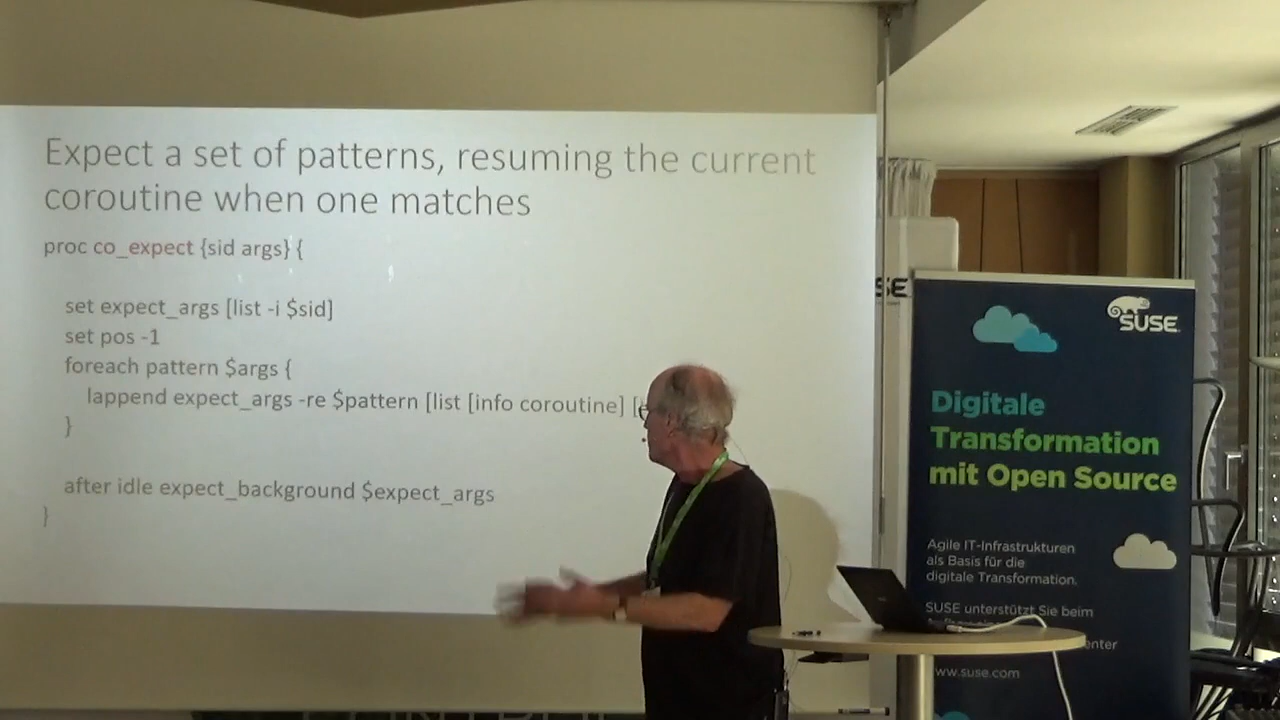 Expect a set of patterns, resuming the current
coroutine when one matches
proc co_expect {sid args} {
set expect_args [list -i $sid]
set pos -1
foreach pattern $args {
lappend expect_args -re $pattern [list [info coroutine] [
}
after idle expect_background $expect_args
}
SE
SUSE
Digitale
Transformation
mit Open Source
Agile IT-Infrastrukturen
als Basis für die
digitale Transformation.
SUSE unterstützt Sie beim
www.suse.com